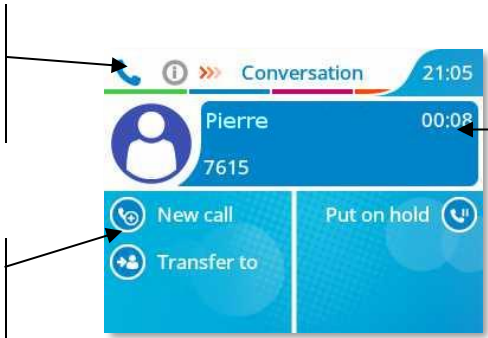 Conversation 21:05
Pierre 00:08
7615
New call Put on hold
Transfer to